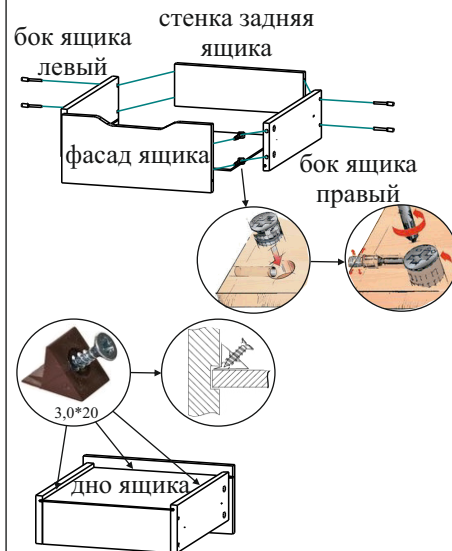 стенка задняя
ящика
бок ящика
левый
фасад ящика
бок ящика
правый
3,0*20
дно ящика